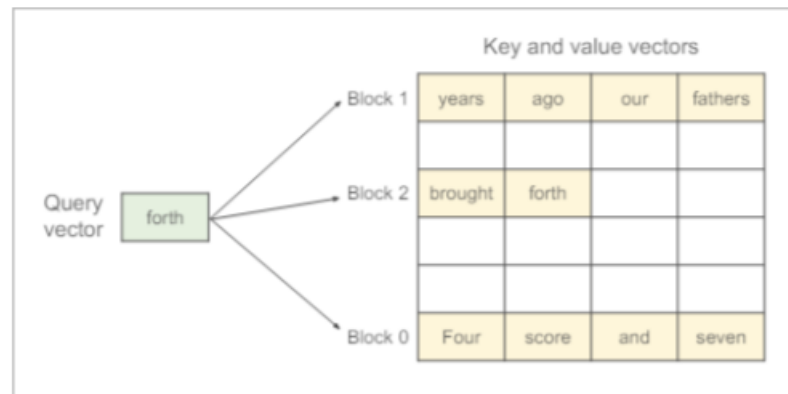 Key and value vectors
Block 1 years ago our fathers
Query vector
forth
Block 2 brought forth
Block 0 Four score and seven